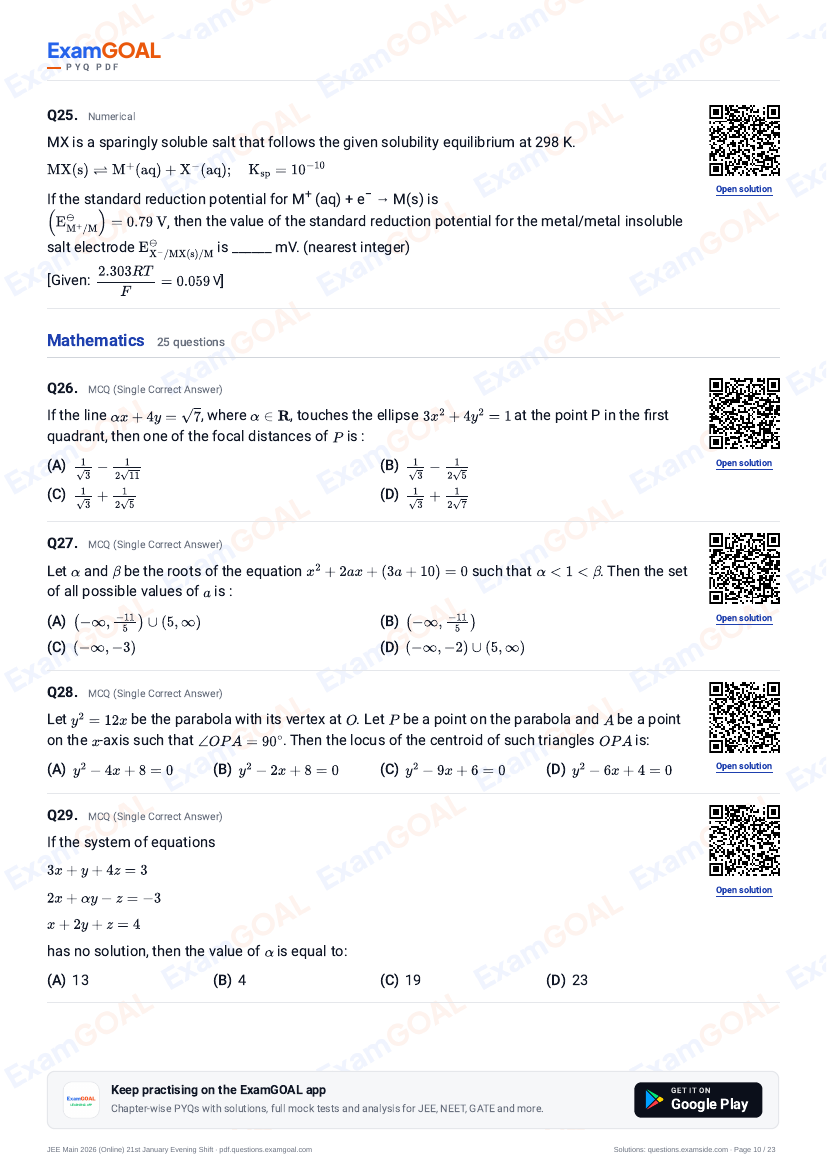 ExamGOAL
PYQ PDF
Q25. Numerical
MX is a sparingly soluble salt that follows the given solubility equilibrium at 298 K.
MX(s) ⇌ M⁺(aq) + X⁻(aq); K_sp = 10⁻¹⁰
If the standard reduction potential for M⁺ (aq) + e⁻ → M(s) is
(E⊖_M⁺/M) = 0.79 V, then the value of the standard reduction potential for the metal/metal insoluble
salt electrode E⊖_X⁻/MX(s)/M is ______ mV. (nearest integer)
[Given: 2.303RT/F = 0.059 V]
Open solution
Mathematics 25 questions
Q26. MCQ (Single Correct Answer)
If the line αx + 4y = √7, where α ∈ R, touches the ellipse 3x² + 4y² = 1 at the point P in the first
quadrant, then one of the focal distances of P is :
(A) 1/√3 − 1/2√11 (B) 1/√3 − 1/2√5
(C) 1/√3 + 1/2√5 (D) 1/√3 + 1/2√7
Open solution
Q27. MCQ (Single Correct Answer)
Let α and β be the roots of the equation x² + 2ax + (3a + 10) = 0 such that α < 1 < β. Then the set
of all possible values of a is :
(A) (−∞, −11/5) ∪ (5, ∞) (B) (−∞, −11/5)
(C) (−∞, −3) (D) (−∞, −2) ∪ (5, ∞)
Open solution
Q28. MCQ (Single Correct Answer)
Let y² = 12x be the parabola with its vertex at O. Let P be a point on the parabola and A be a point
on the x-axis such that ∠OPA = 90°. Then the locus of the centroid of such triangles OPA is:
(A) y² − 4x + 8 = 0 (B) y² − 2x + 8 = 0 (C) y² − 9x + 6 = 0 (D) y² − 6x + 4 = 0
Open solution
Q29. MCQ (Single Correct Answer)
If the system of equations
3x + y + 4z = 3
2x + αy − z = −3
x + 2y + z = 4
has no solution, then the value of α is equal to:
(A) 13 (B) 4 (C) 19 (D) 23
Open solution
Keep practising on the ExamGOAL app
Chapter-wise PYQs with solutions, full mock tests and analysis for JEE, NEET, GATE and more.
GET IT ON
Google Play
JEE Main 2026 (Online) 21st January Evening Shift · pdf.questions.examgoal.com
Solutions: questions.examside.com · Page 10 / 23